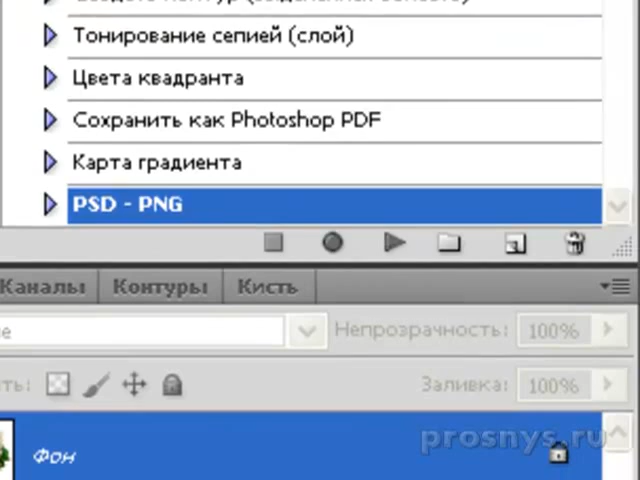 Тонирование сепией (слой)
Цвета квадранта
Сохранить как Photoshop PDF
Карта градиента
PSD - PNG
Каналы Контуры Кисть
Непрозрачность: 100%
Заливка: 100%
prosnys.ru
Фон